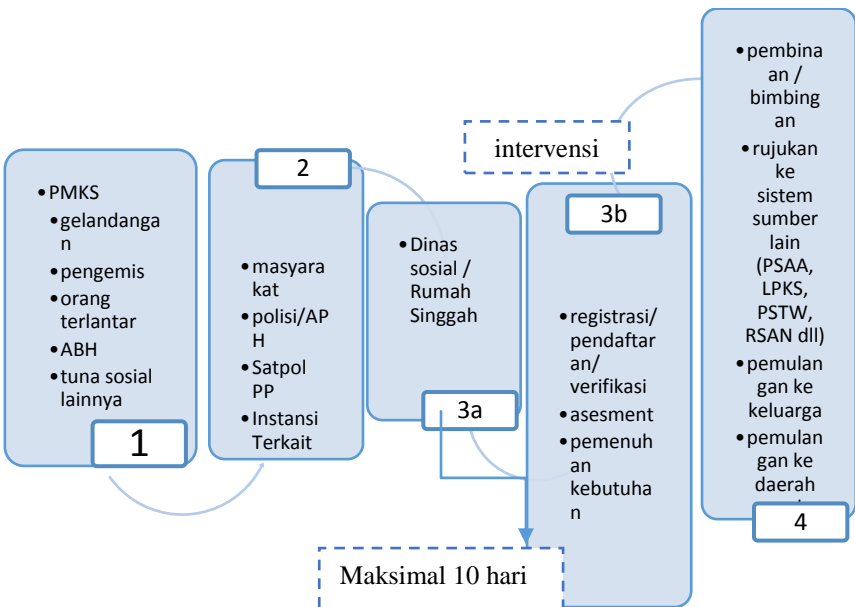 • PMKS
• gelandanga
n
• pengemis
• orang
terlantar
• ABH
• tuna sosial
lainnya
1
2
• masyara
kat
• polisi/AP
H
• Satpol
PP
• Instansi
Terkait
• Dinas
sosial /
Rumah
Singgah
3a
Maksimal 10 hari
intervensi
3b
• registrasi/
pendaftar
an/
verifikasi
• asesment
• pemenuh
an
kebutuha
n
• pembina
an /
bimbing
an
• rujukan
ke
sistem
sumber
lain
(PSAA,
LPKS,
PSTW,
RSAN dll)
• pemulan
gan ke
keluarga
• pemulan
gan ke
daerah
4